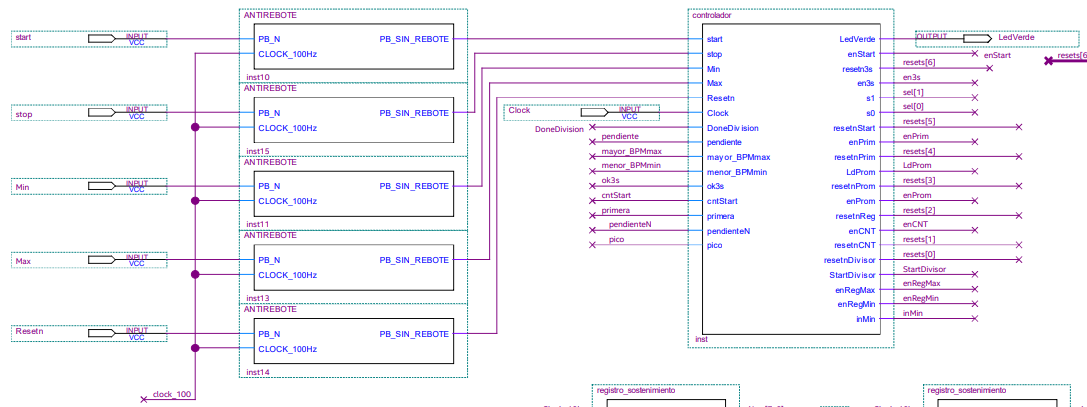 start
INPUT
VCC
ANTIREBOTE
PB_N
CLOCK_100Hz
PB_SIN_REBOTE
inst10
stop
INPUT
VCC
ANTIREBOTE
PB_N
CLOCK_100Hz
PB_SIN_REBOTE
inst15
Min
INPUT
VCC
ANTIREBOTE
PB_N
CLOCK_100Hz
PB_SIN_REBOTE
inst11
Max
INPUT
VCC
ANTIREBOTE
PB_N
CLOCK_100Hz
PB_SIN_REBOTE
inst13
Resetn
INPUT
VCC
ANTIREBOTE
PB_N
CLOCK_100Hz
PB_SIN_REBOTE
inst14
clock_100
Clock
INPUT
VCC
DoneDivision
pendiente
mayor_BPMmax
menor_BPMmin
ok3s
cntStart
primera
pendienteN
pico
controlador
start
stop
Min
Max
Resetn
Clock
DoneDivision
pendiente
mayor_BPMmax
menor_BPMmin
ok3s
cntStart
primera
pendienteN
pico
LedVerde
enStart
resetn3s
en3s
s1
s0
resetnStart
enPrim
resetnPrim
LdProm
resetnProm
enProm
resetnReg
enCNT
resetnCNT
resetnDivisor
StartDivisor
enRegMax
enRegMin
inMin
inst
OUTPUT
LedVerde
enStart
resets[6]
en3s
sel[1]
sel[0]
resets[5]
enPrim
resets[4]
LdProm
resets[3]
enProm
resets[2]
enCNT
resets[1]
resets[0]
StartDivisor
enRegMax
enRegMin
inMin
resets[6
registro_sostenimiento
registro_sostenimiento